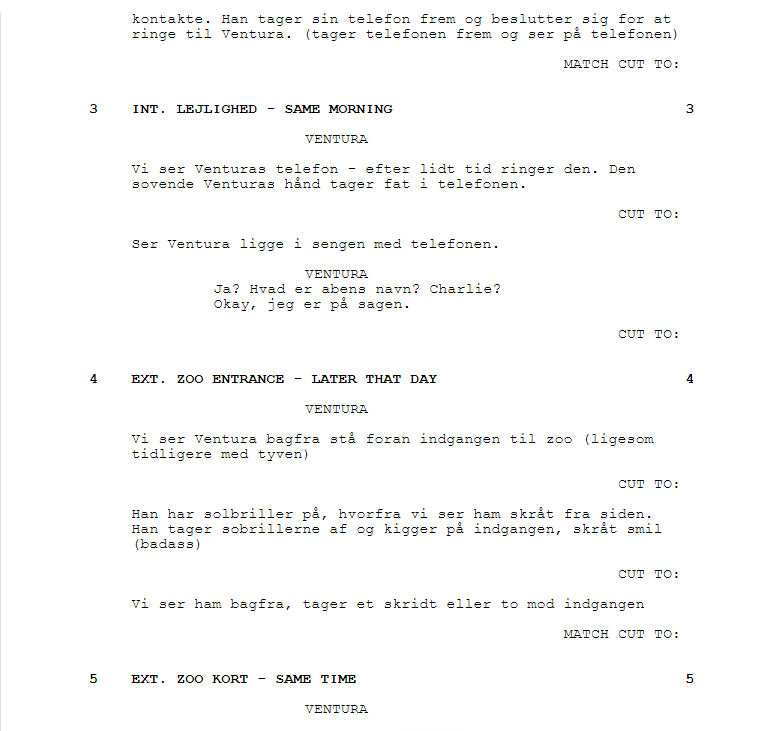 kontakte. Han tager sin telefon frem og beslutter sig for at
ringe til Ventura. (tager telefonen frem og ser på telefonen)
MATCH CUT TO:
3 INT. LEJLIGHED - SAME MORNING 3
VENTURA
Vi ser Venturas telefon - efter lidt tid ringer den. Den
sovende Venturas hånd tager fat i telefonen.
CUT TO:
Ser Ventura ligge i sengen med telefonen.
VENTURA
Ja? Hvad er abens navn? Charlie?
Okay, jeg er på sagen.
CUT TO:
4 EXT. ZOO ENTRANCE - LATER THAT DAY 4
VENTURA
Vi ser Ventura bagfra stå foran indgangen til zoo (ligesom
tidligere med tyven)
CUT TO:
Han har solbriller på, hvorfra vi ser ham skråt fra siden.
Han tager sobrillerne af og kigger på indgangen, skråt smil
(badass)
CUT TO:
Vi ser ham bagfra, tager et skridt eller to mod indgangen
MATCH CUT TO:
5 EXT. ZOO KORT - SAME TIME 5
VENTURA